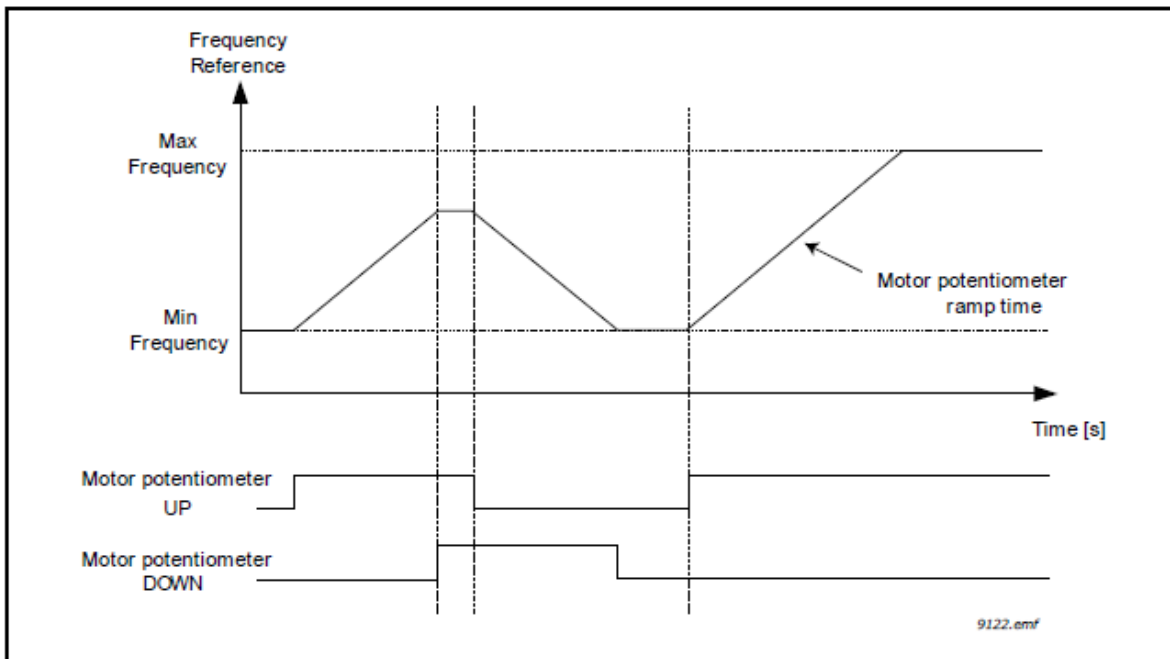 Frequency
Reference
Max
Frequency
Motor potentiometer
ramp time
Min
Frequency
Time [s]
Motor potentiometer
UP
Motor potentiometer
DOWN
9122.emf